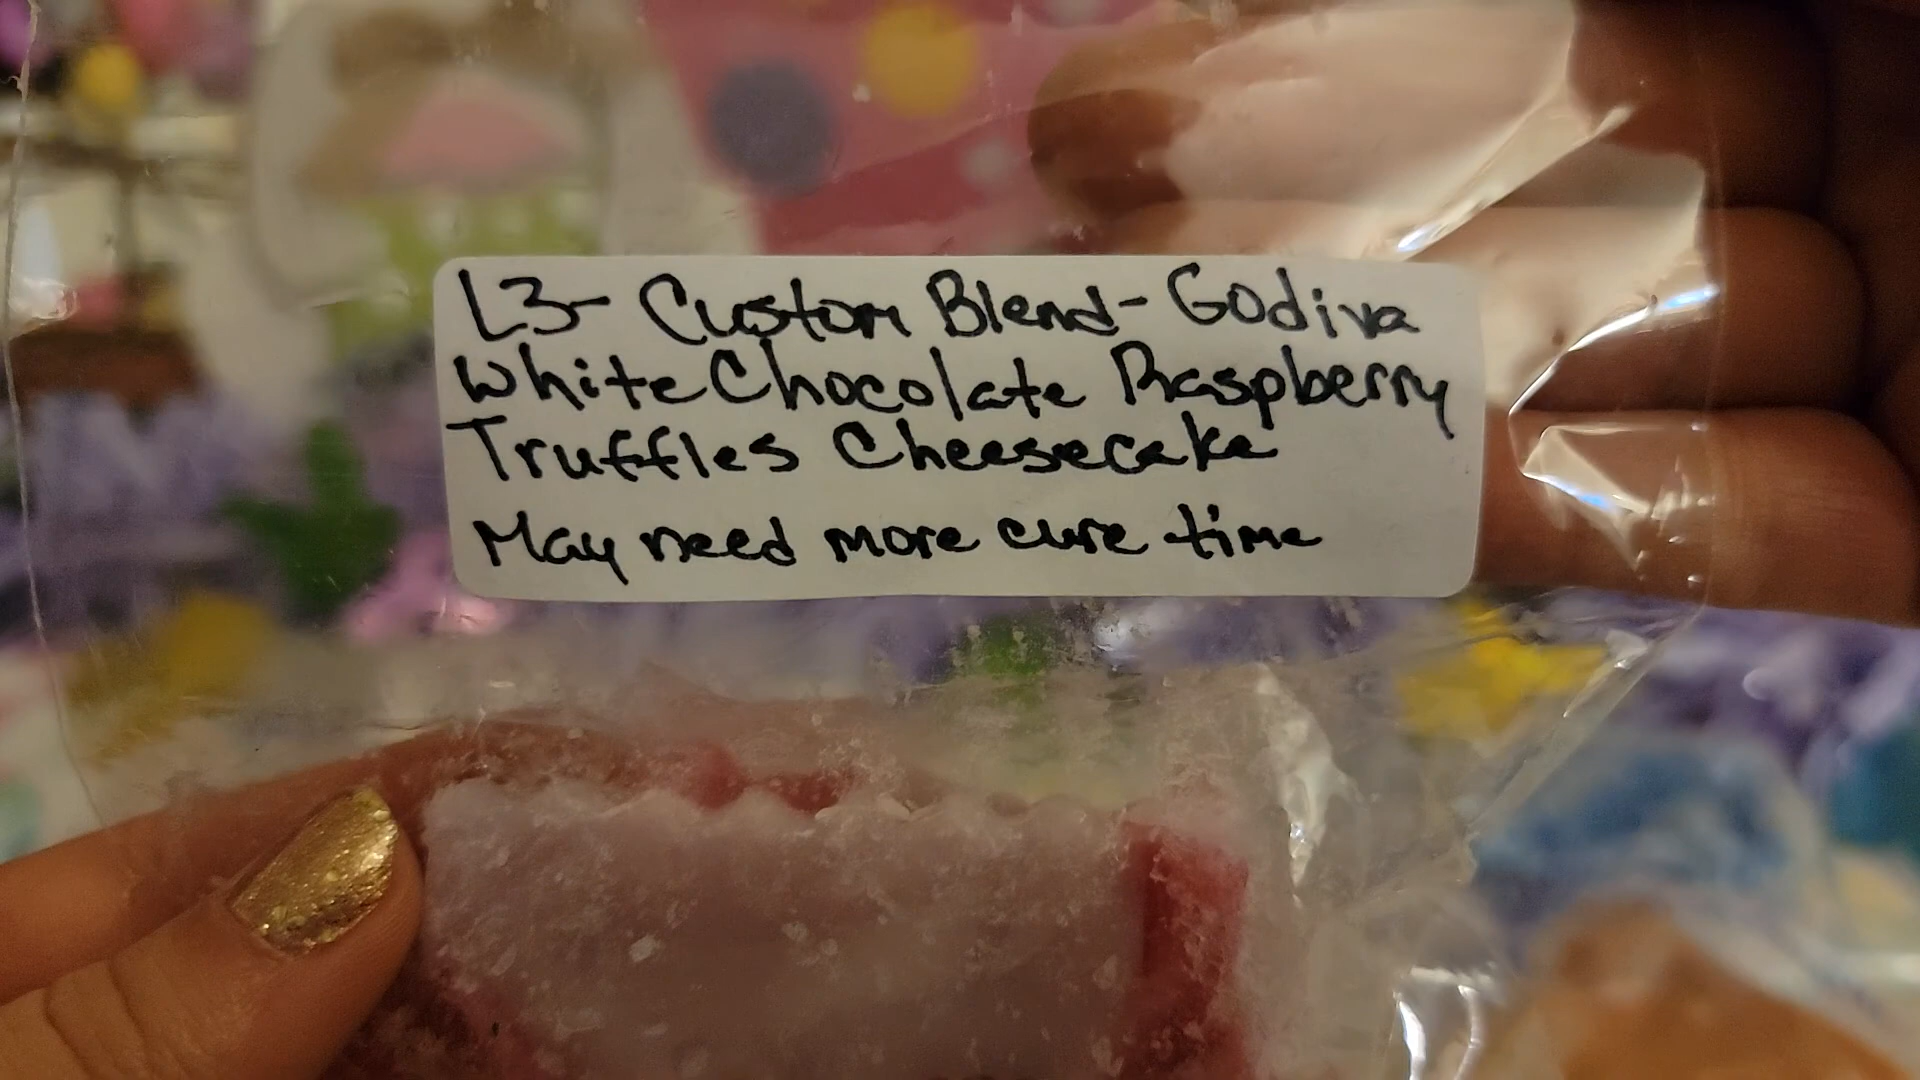 L3- Custom Blend- Godiva
White Chocolate Raspberry
Truffles Cheesecake
May need more cure time